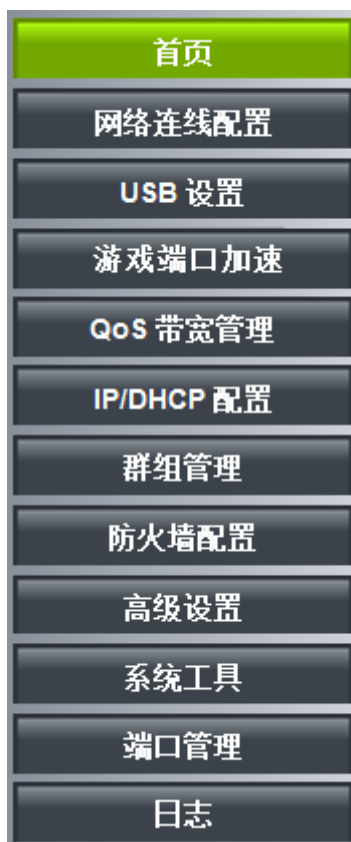 首页
网络连线配置
USB 设置
游戏端口加速
QoS 带宽管理
IP/DHCP 配置
群组管理
防火墙配置
高级设置
系统工具
端口管理
日志